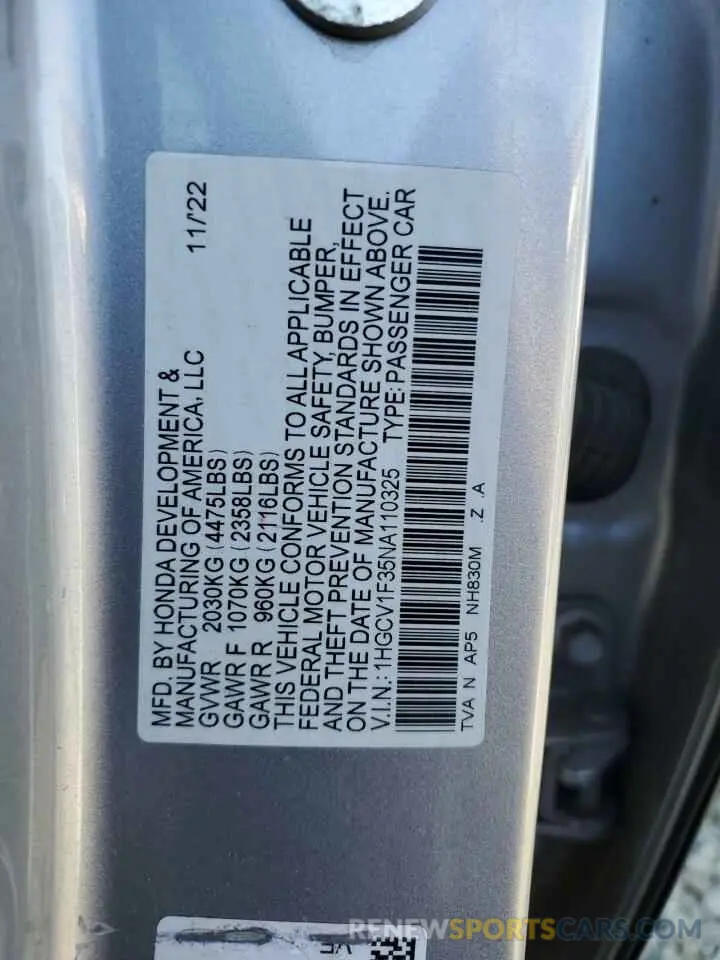 MFD. BY HONDA DEVELOPMENT & 11/22
MANUFACTURING OF AMERICA, LLC
GVWR 2030KG (4475LBS)
GAWR F 1070KG (2358LBS)
GAWR R 960KG (2116LBS)
THIS VEHICLE CONFORMS TO ALL APPLICABLE
FEDERAL MOTOR VEHICLE SAFETY, BUMPER,
AND THEFT PREVENTION STANDARDS IN EFFECT
ON THE DATE OF MANUFACTURE SHOWN ABOVE.
V.I.N.: 1HGCV1F35NA110325 TYPE: PASSENGER CAR
TVA N AP5 NH830M .Z .A
RENEWSPORTSCARS.COM